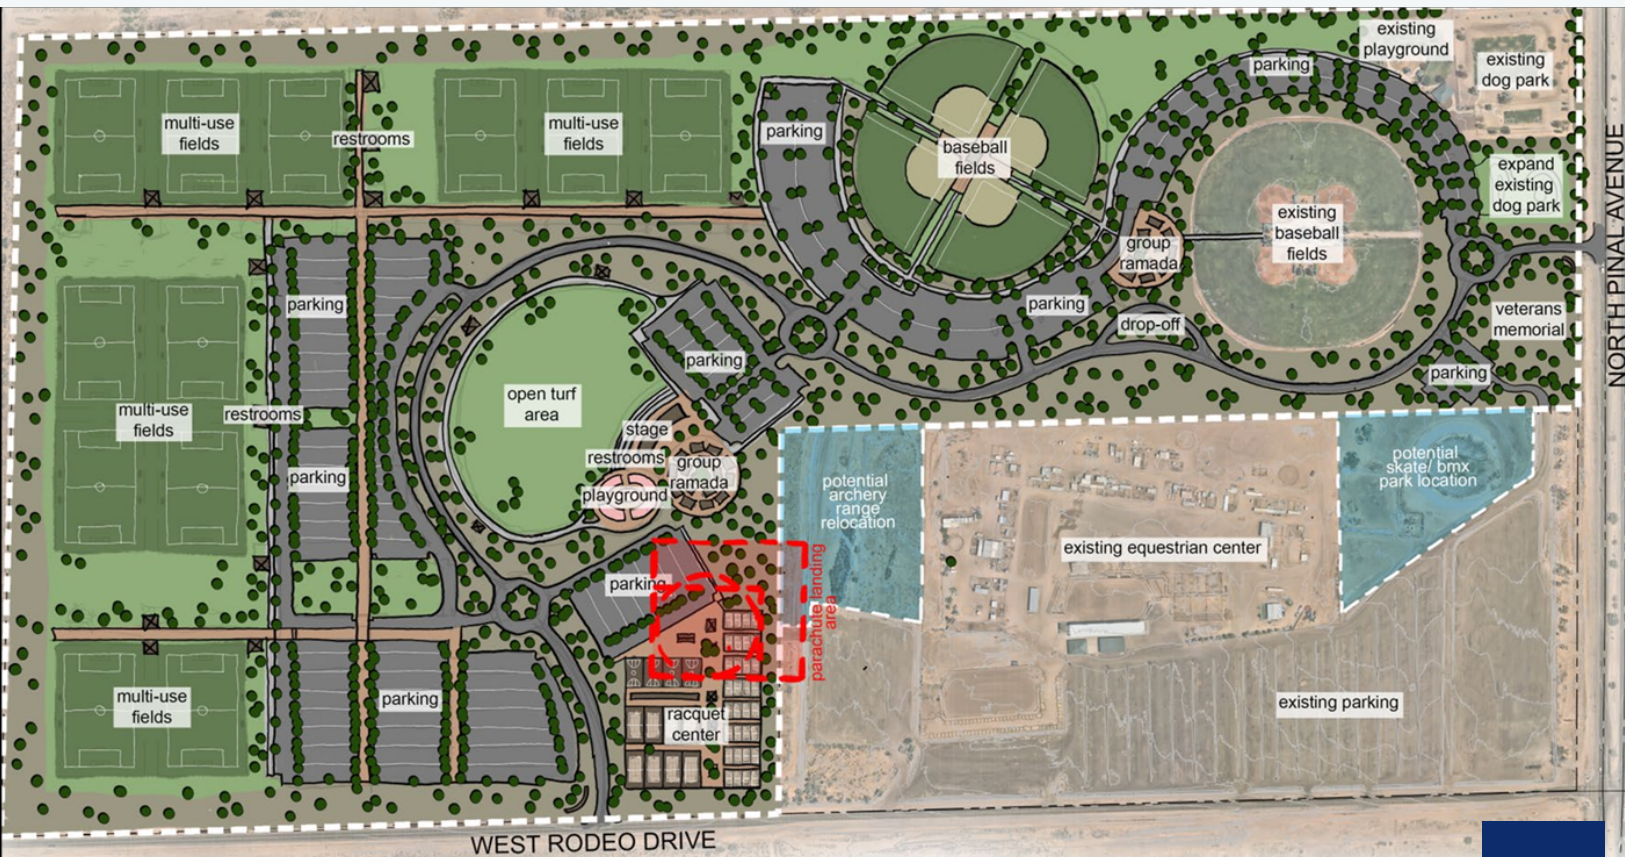 existing
playground
parking
existing
dog park
multi-use
fields
restrooms
multi-use
fields
parking
baseball
fields
expand
existing
dog park
existing
baseball
fields
group
ramada
NORTH PINAL AVENUE
parking
parking
drop-off
veterans
memorial
parking
parking
open turf
area
multi-use
fields
restrooms
stage
restrooms
group
ramada
playground
parking
potential
archery
range
relocation
potential
skate/ bmx
park location
existing equestrian center
parking
parachute landing
area
multi-use
fields
parking
racquet
center
existing parking
WEST RODEO DRIVE